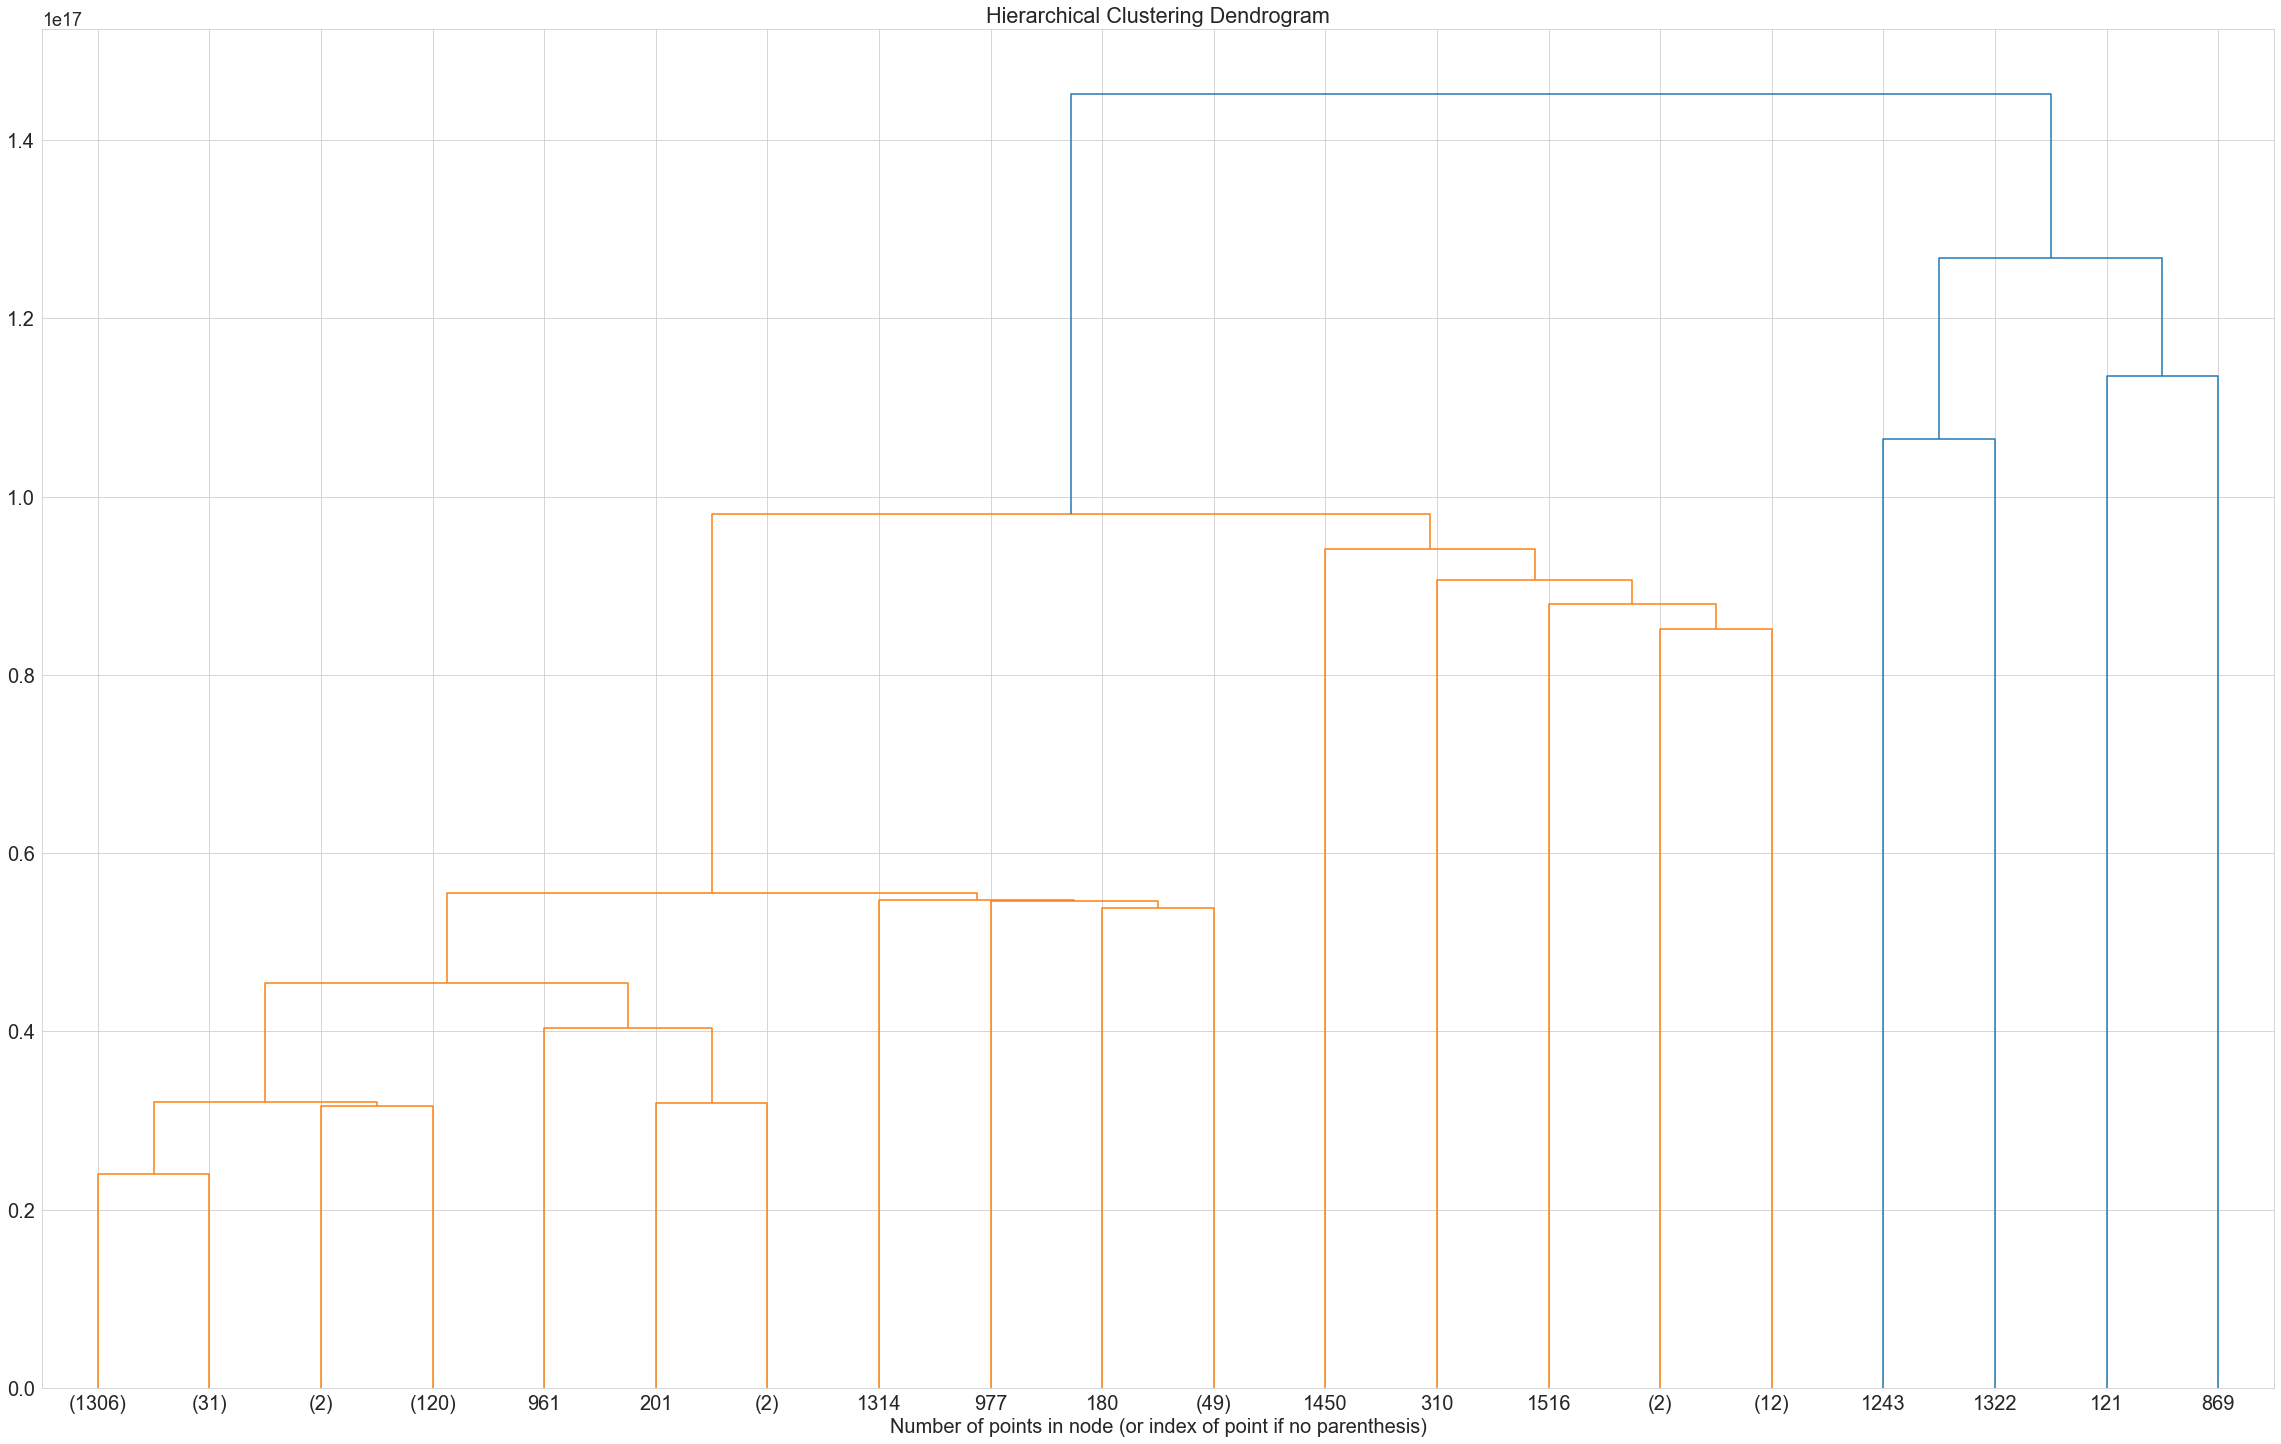 Hierarchical Clustering Dendrogram
1e17
1.4
1.2
1.0
0.8
0.6
0.4
0.2
0.0
(1306) (31) (2) (120) 961 201 (2) 1314 977 180 (49) 1450 310 1516 (2) (12) 1243 1322 121 869
Number of points in node (or index of point if no parenthesis)